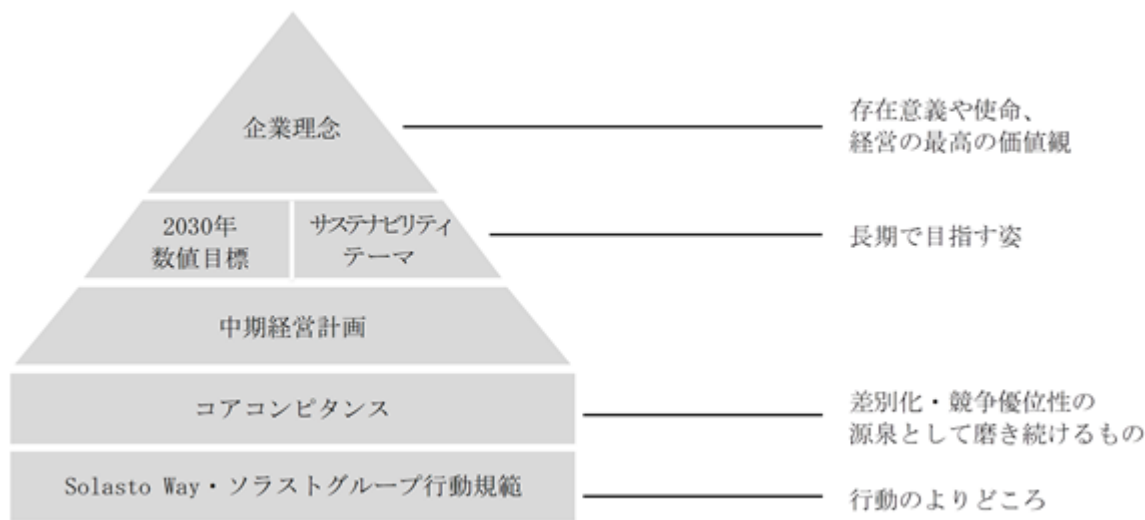 企業理念
存在意義や使命、
経営の最高の価値観
2030年
数値目標
サステナビリティ
テーマ
長期で目指す姿
中期経営計画
コアコンピタンス
差別化・競争優位性の
源泉として磨き続けるもの
Solasto Way・ソラストグループ行動規範
行動のよりどころ